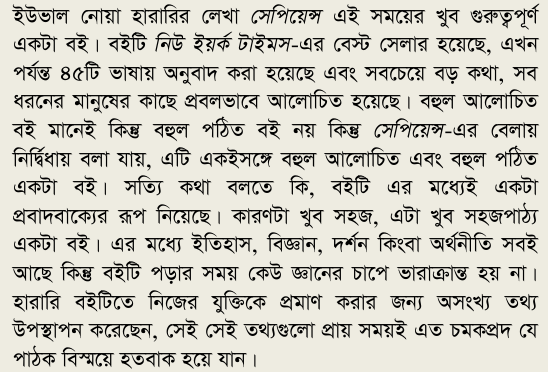 ইউভাল নোয়া হারারির লেখা সেপিয়েন্স এই সময়ের খুব গুরুত্বপূর্ণ
একটা বই। বইটি নিউ ইয়র্ক টাইমস-এর বেস্ট সেলার হয়েছে, এখন
পর্যন্ত ৪৫টি ভাষায় অনুবাদ করা হয়েছে এবং সবচেয়ে বড় কথা, সব
ধরনের মানুষের কাছে প্রবলভাবে আলোচিত হয়েছে। বহুল আলোচিত
বই মানেই কিন্তু বহুল পঠিত বই নয় কিন্তু সেপিয়েন্স-এর বেলায়
নির্দ্বিধায় বলা যায়, এটি একইসঙ্গে বহুল আলোচিত এবং বহুল পঠিত
একটা বই। সত্যি কথা বলতে কি, বইটি এর মধ্যেই একটা
প্রবাদবাক্যের রূপ নিয়েছে। কারণটা খুব সহজ, এটা খুব সহজপাঠ্য
একটা বই। এর মধ্যে ইতিহাস, বিজ্ঞান, দর্শন কিংবা অর্থনীতি সবই
আছে কিন্তু বইটি পড়ার সময় কেউ জ্ঞানের চাপে ভারাক্রান্ত হয় না।
হারারি বইটিতে নিজের যুক্তিকে প্রমাণ করার জন্য অসংখ্য তথ্য
উপস্থাপন করেছেন, সেই সেই তথ্যগুলো প্রায় সময়ই এত চমকপ্রদ যে
পাঠক বিস্ময়ে হতবাক হয়ে যান।